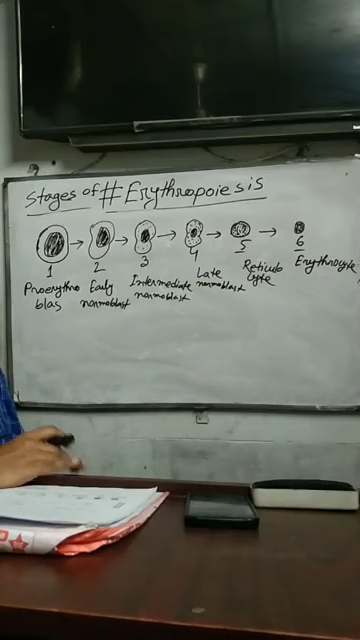 Stages of # Erythropoiesis
1 2 3 4 5 6
Proerythro Early Intermediate Late Reticulo Erythrocyte
blas normoblast normoblast normoblast cyte